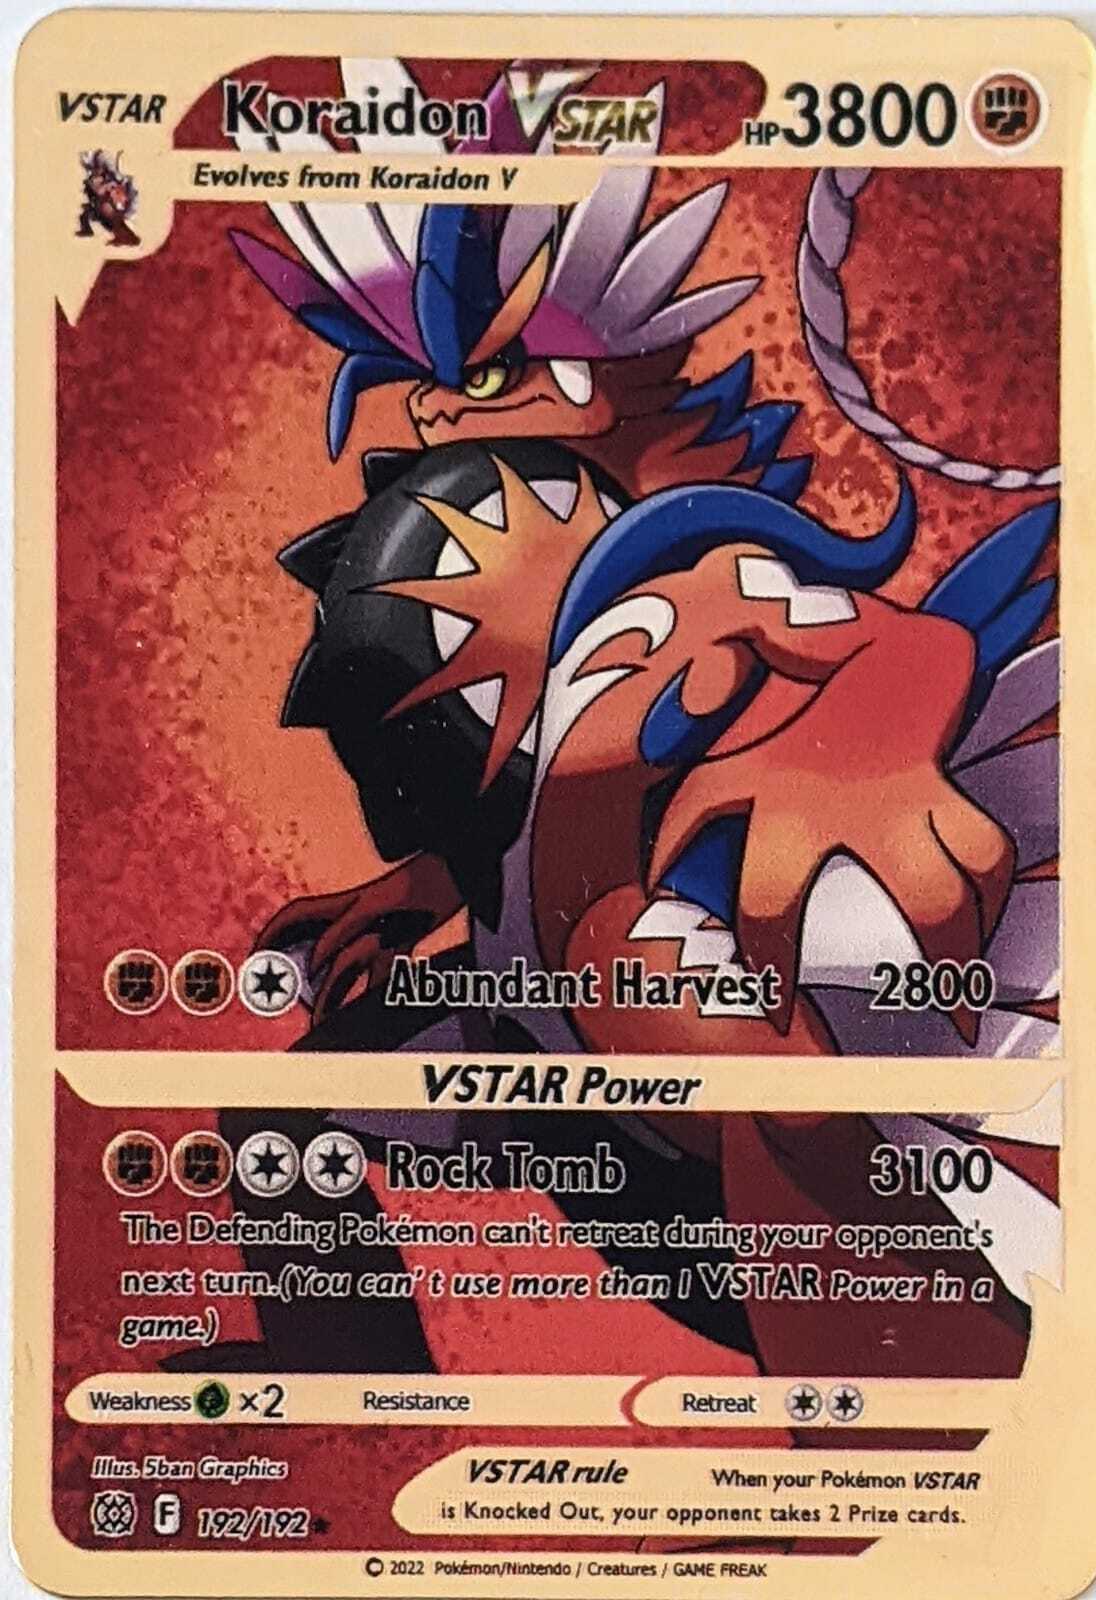 VSTAR Koraidon VSTAR HP3800
Evolves from Koraidon V
Abundant Harvest 2800
VSTAR Power
Rock Tomb 3100
The Defending Pokémon can't retreat during your opponent's
next turn.(You can't use more than 1 VSTAR Power in a
game.)
Weakness ×2 Resistance Retreat
Illus. 5ban Graphics
VSTAR rule When your Pokémon VSTAR
is Knocked Out, your opponent takes 2 Prize cards.
F 192/192
© 2022 Pokémon/Nintendo / Creatures / GAME FREAK